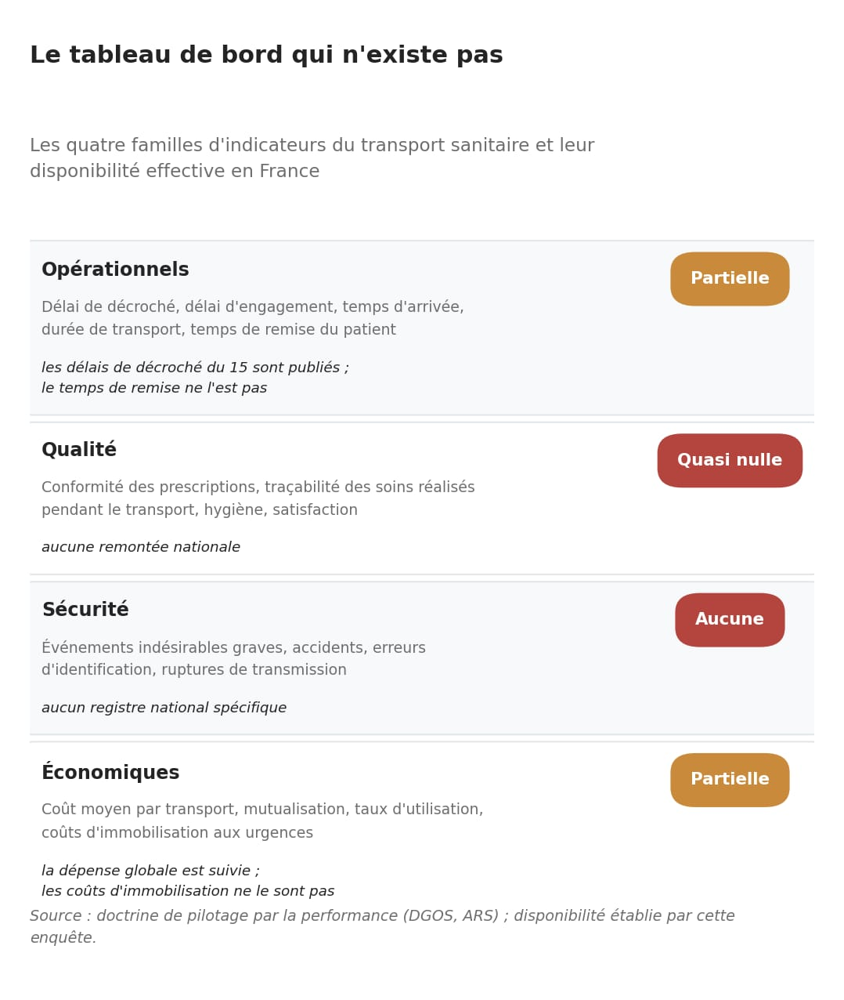 Le tableau de bord qui n'existe pas
Les quatre familles d'indicateurs du transport sanitaire et leur
disponibilité effective en France
Opérationnels
Partielle
Délai de décroché, délai d'engagement, temps d'arrivée,
durée de transport, temps de remise du patient
les délais de décroché du 15 sont publiés ;
le temps de remise ne l'est pas
Qualité
Quasi nulle
Conformité des prescriptions, traçabilité des soins réalisés
pendant le transport, hygiène, satisfaction
aucune remontée nationale
Sécurité
Aucune
Événements indésirables graves, accidents, erreurs
d'identification, ruptures de transmission
aucun registre national spécifique
Économiques
Partielle
Coût moyen par transport, mutualisation, taux d'utilisation,
coûts d'immobilisation aux urgences
la dépense globale est suivie ;
les coûts d'immobilisation ne le sont pas
Source : doctrine de pilotage par la performance (DGOS, ARS) ; disponibilité établie par cette
enquête.